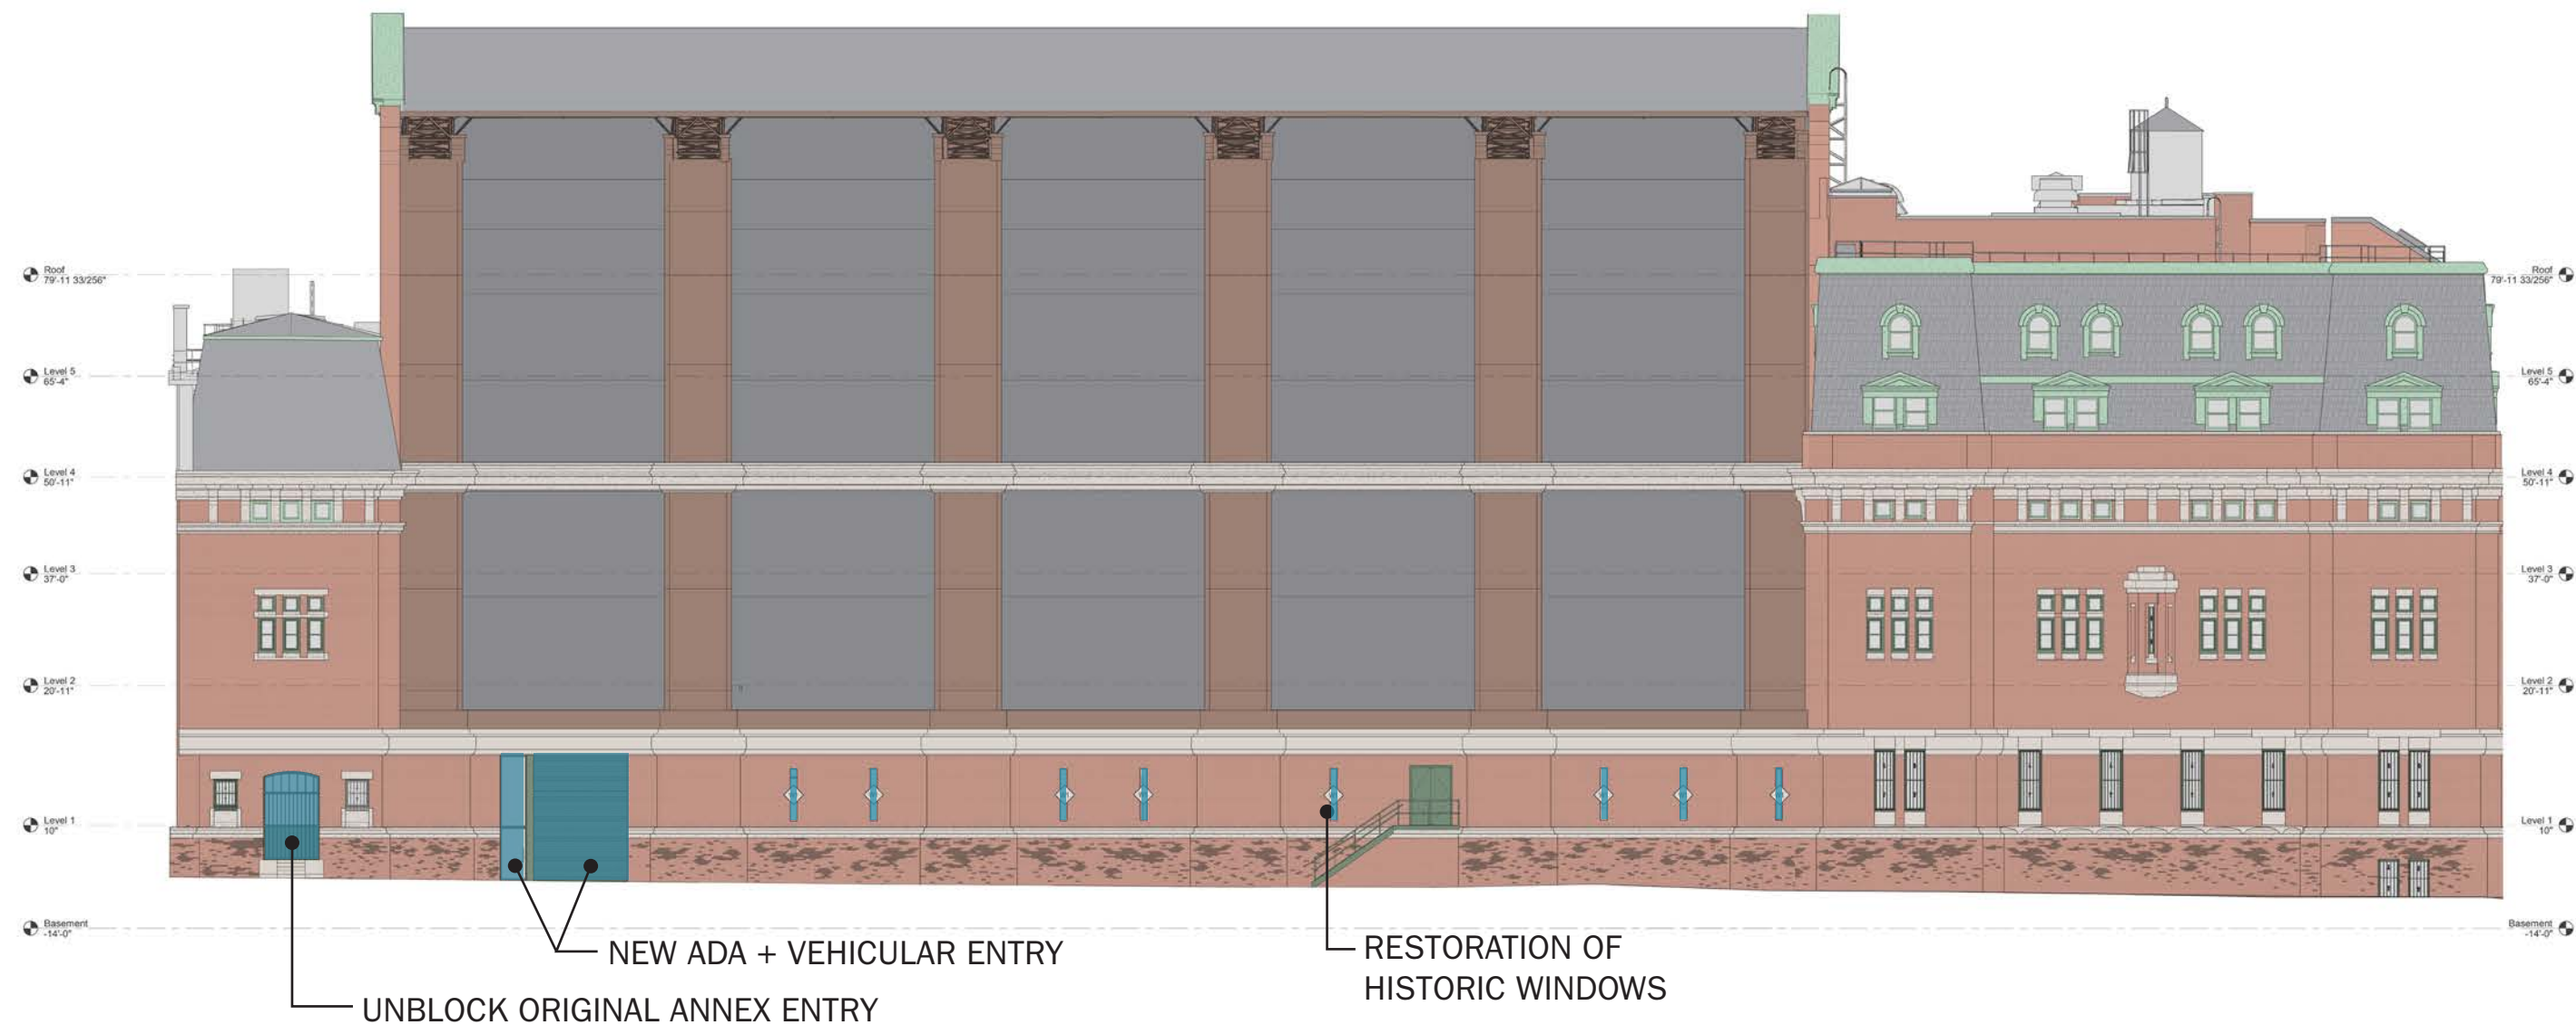 Roof
79'-11 33/256"
Roof
79'-11 33/256"
Level 5
65'-4"
Level 5
65'-4"
Level 4
50'-11"
Level 4
50'-11"
Level 3
37'-0"
Level 3
37'-0"
Level 2
20'-11"
Level 2
20'-11"
Level 1
10"
Level 1
10"
Basement
-14'-0"
Basement
-14'-0"
NEW ADA + VEHICULAR ENTRY
RESTORATION OF
HISTORIC WINDOWS
UNBLOCK ORIGINAL ANNEX ENTRY